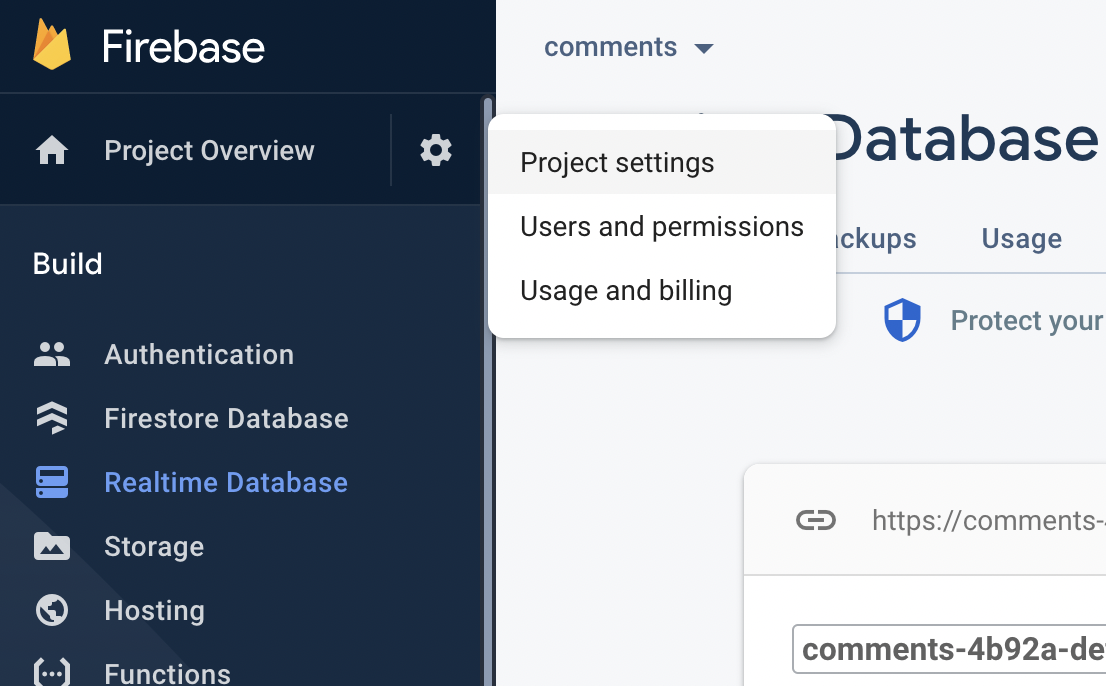 Firebase
Project Overview
Build
Authentication
Firestore Database
Realtime Database
Storage
Hosting
Functions
comments
Database
Project settings
Users and permissions
Usage and billing
ckups
Usage
Protect your
https://comments-
comments-4b92a-de